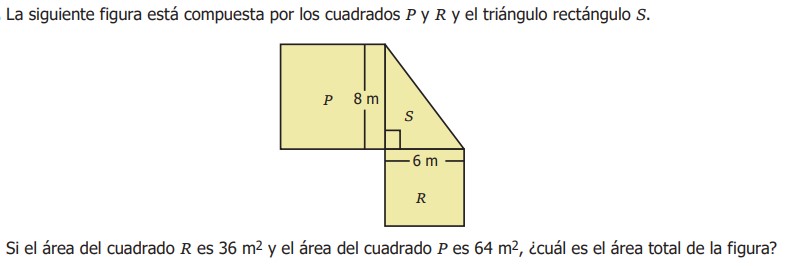 La siguiente figura está compuesta por los cuadrados P y R y el triángulo rectángulo S.
P
8 m
S
6 m
R
Si el área del cuadrado R es 36 m² y el área del cuadrado P es 64 m², ¿cuál es el área total de la figura?